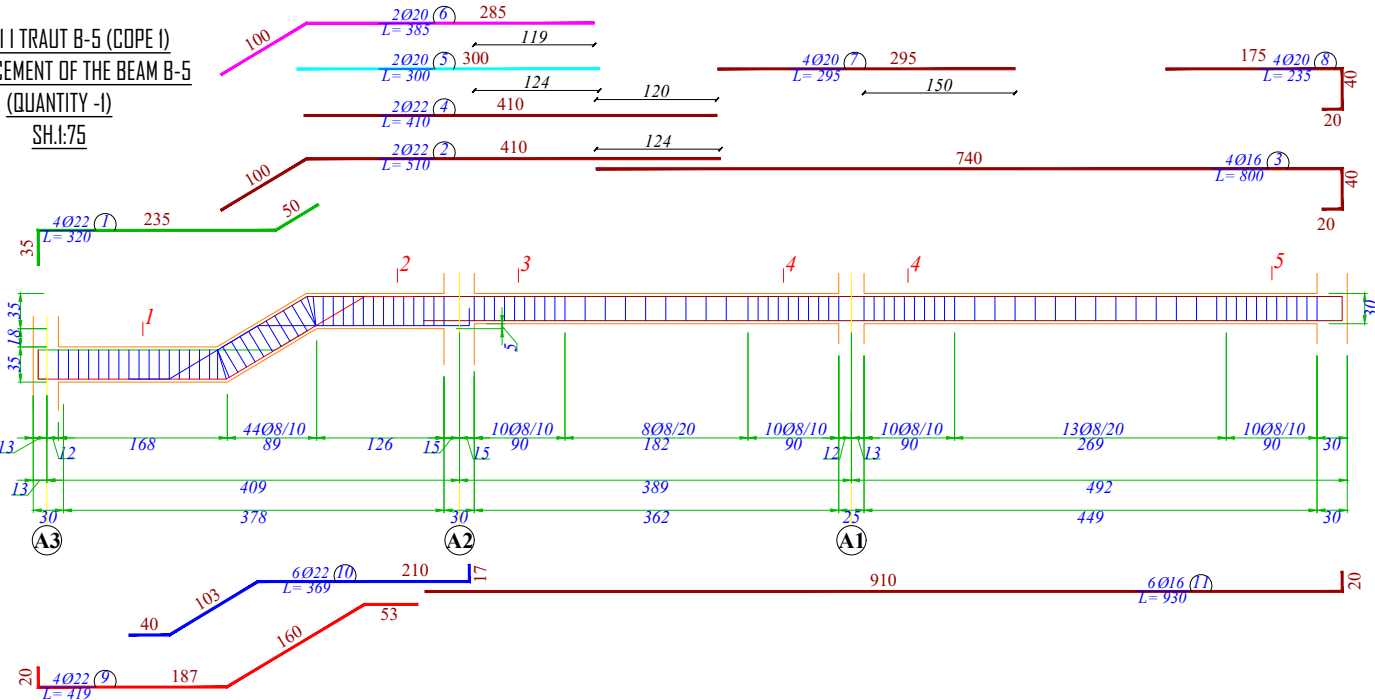 I I TRAUT B-5 (COPE 1)
CEMENT OF THE BEAM B-5
(QUANTITY -1)
SH.1:75
2Ø20 6 285
L= 385
100
119
2Ø20 5 300
L= 300
124
4Ø20 7 295
L= 295
150
175 4Ø20 8
L= 235
40
20
2Ø22 4 410
L= 410
120
2Ø22 2 410
L= 510
100
124
740
4Ø16 3
L= 800
40
20
4Ø22 1 235
L= 320
50
35
1 2 3 4 4 5
35
18
35
5
30
44Ø8/10 10Ø8/10 8Ø8/20 10Ø8/10 10Ø8/10 13Ø8/20 10Ø8/10
13 12 168 89 126 15 15 90 182 90 12 13 90 269 90 30
13 409 389 492
30 378 30 362 25 449 30
A3 A2 A1
6Ø22 10 210
L= 369
17
103
40
910
6Ø16 11
L= 930
20
53
160
20
4Ø22 9 187
L= 419